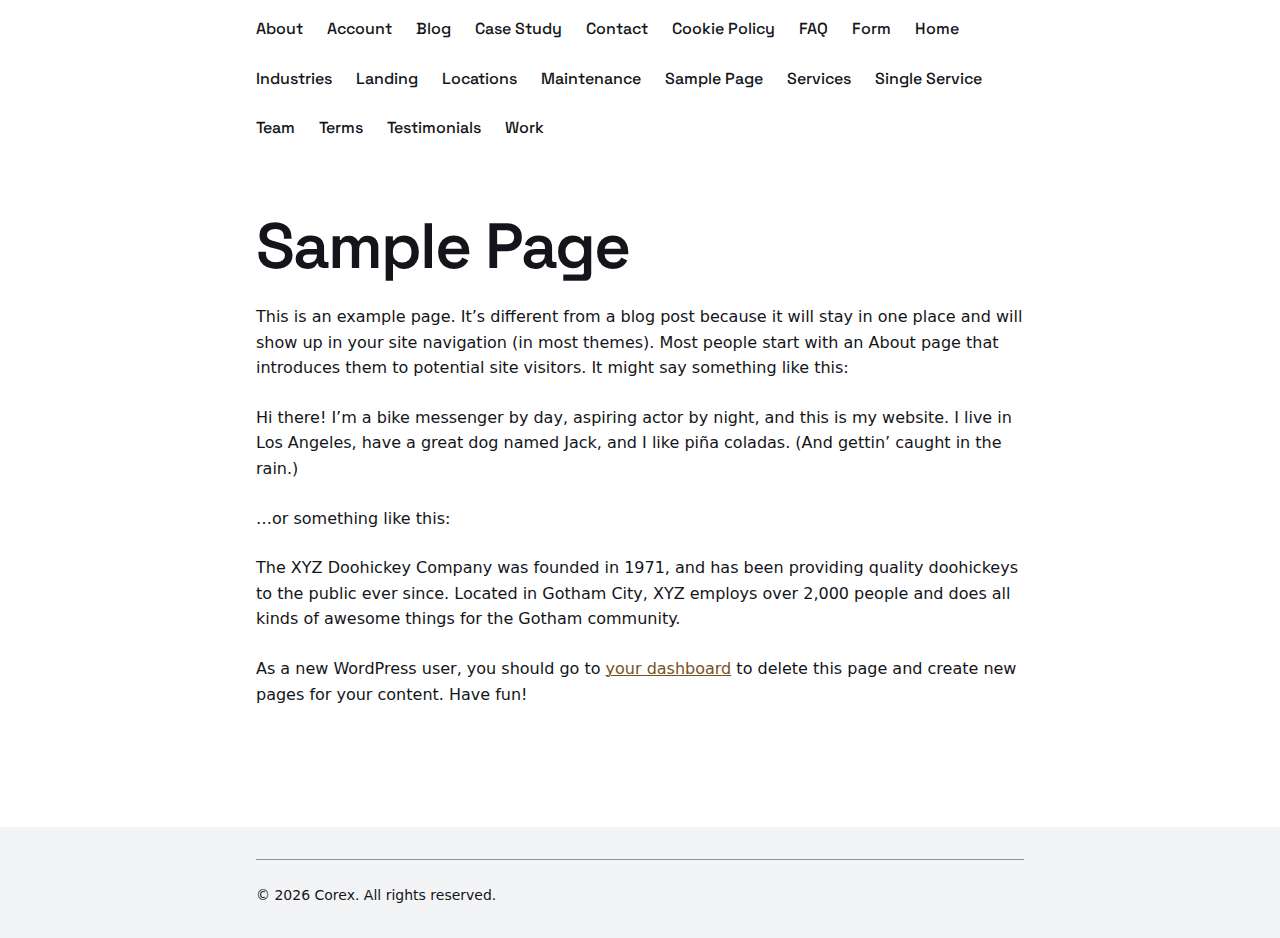 About Account Blog Case Study Contact Cookie Policy FAQ Form Home
Industries Landing Locations Maintenance Sample Page Services Single Service
Team Terms Testimonials Work
Sample Page
This is an example page. It’s different from a blog post because it will stay in one place and will
show up in your site navigation (in most themes). Most people start with an About page that
introduces them to potential site visitors. It might say something like this:
Hi there! I’m a bike messenger by day, aspiring actor by night, and this is my website. I live in
Los Angeles, have a great dog named Jack, and I like piña coladas. (And gettin’ caught in the
rain.)
…or something like this:
The XYZ Doohickey Company was founded in 1971, and has been providing quality doohickeys
to the public ever since. Located in Gotham City, XYZ employs over 2,000 people and does all
kinds of awesome things for the Gotham community.
As a new WordPress user, you should go to your dashboard to delete this page and create new
pages for your content. Have fun!
© 2026 Corex. All rights reserved.